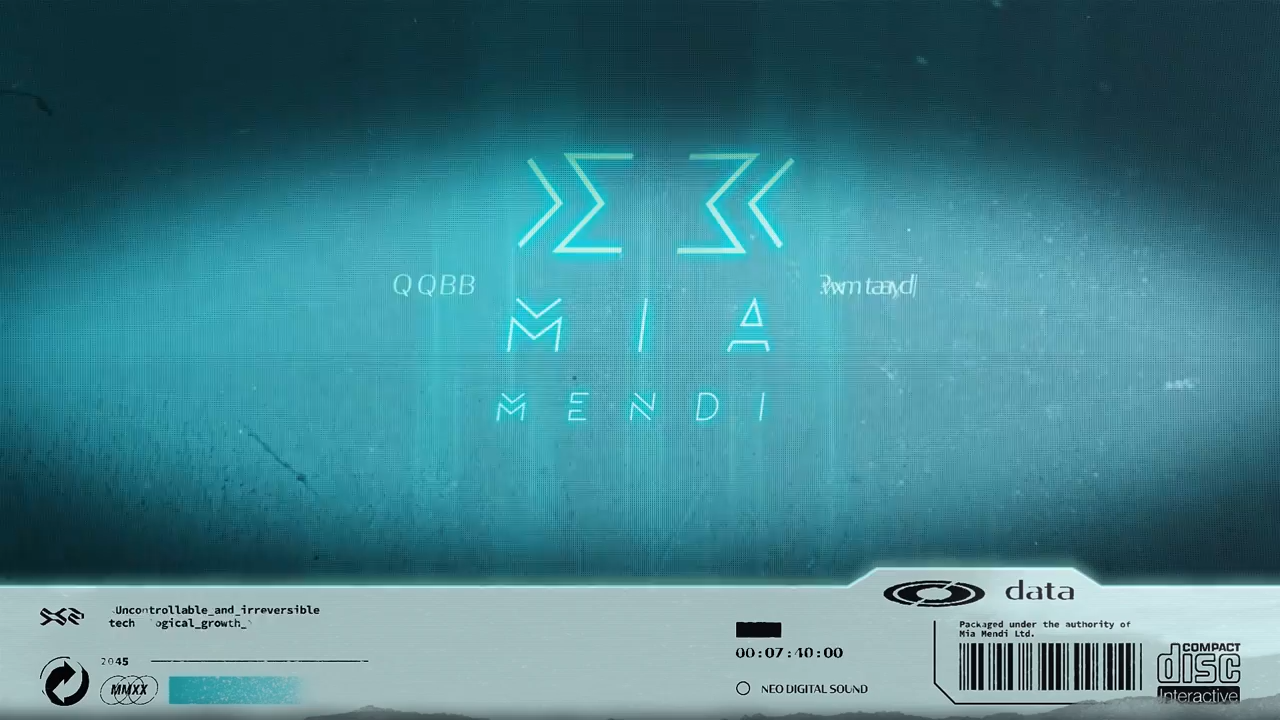 QQBB
MIA
MENDI
data
Uncontrollable_and_irreversible
ogical_growth_
Packaged under the authority of
Mia Mendi Ltd.
00:07:40:00
2045
MMXX
NEO DIGITAL SOUND
COMPACT
disc
Interactive